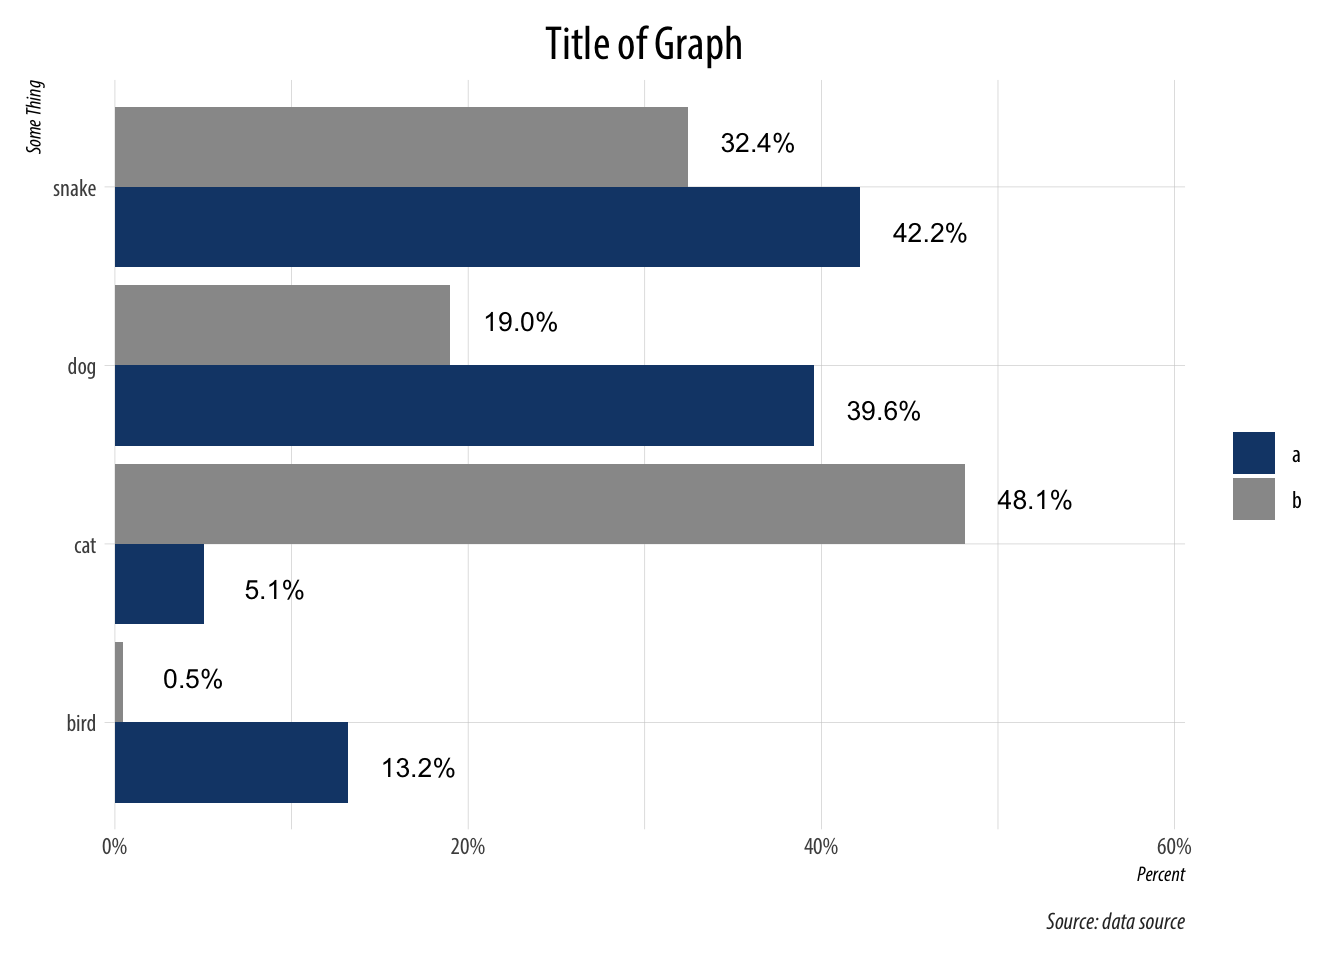 Title of Graph
Some Thing
32.4%
snake
42.2%
19.0%
dog
39.6%
48.1%
cat
5.1%
0.5%
bird
13.2%
a
b
0% 20% 40% 60%
Percent
Source: data source